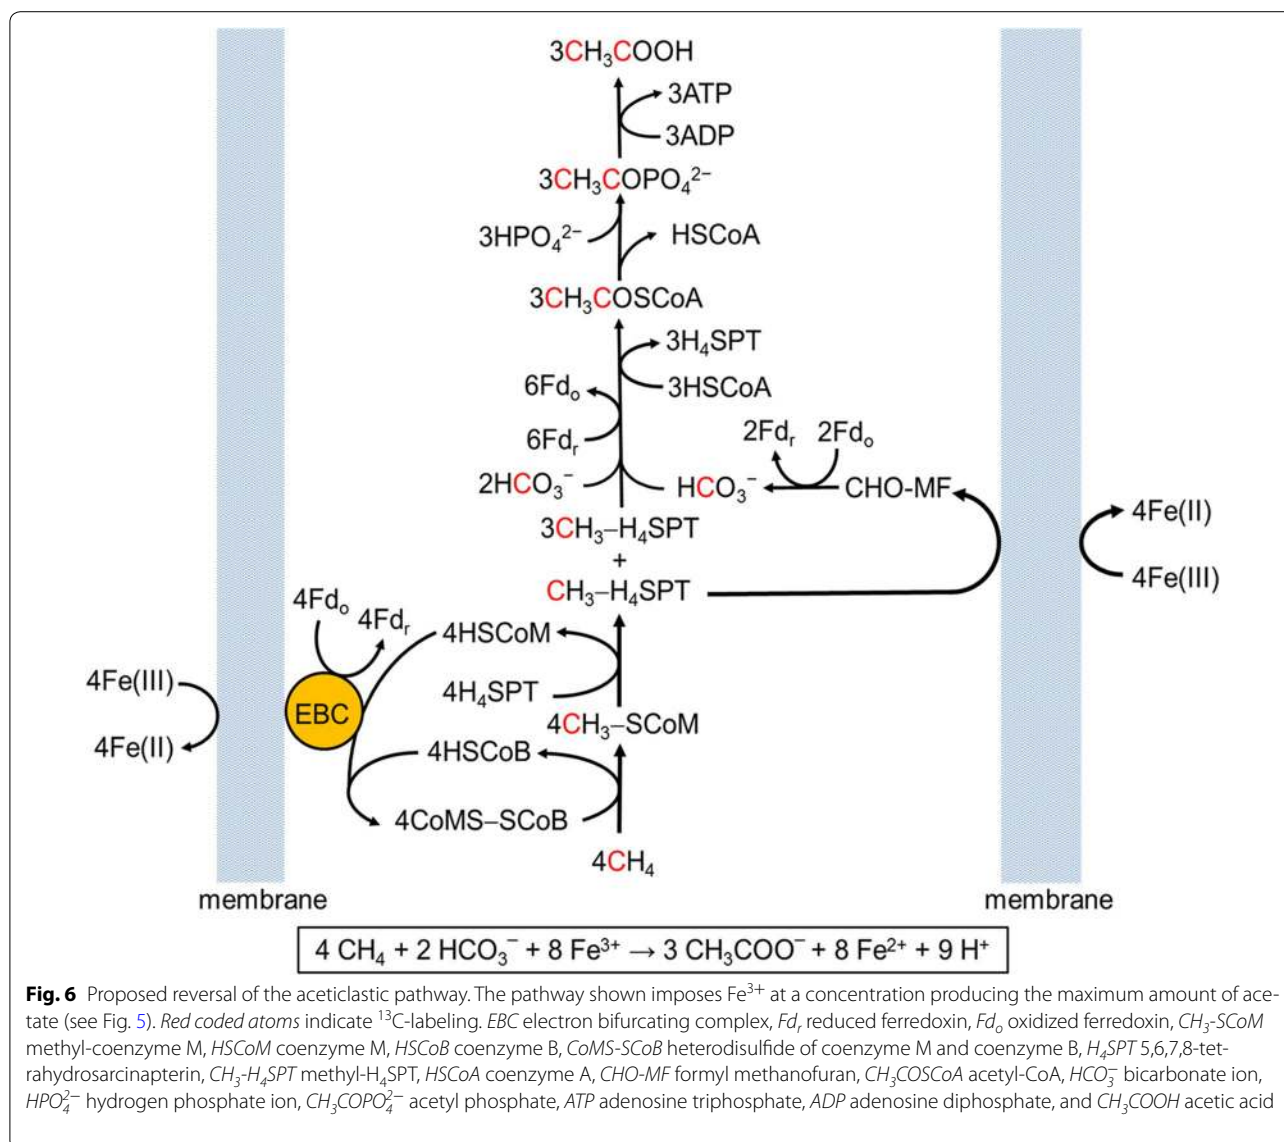 3CH₃COOH
3ATP
3ADP
3CH₃COPO₄²⁻
3HPO₄²⁻
HSCoA
3CH₃COSCoA
3H₄SPT
6Fdₒ
3HSCoA
2Fdᵣ 2Fdₒ
6Fdᵣ
2HCO₃⁻
HCO₃⁻
CHO-MF
4Fe(II)
3CH₃–H₄SPT
+
4Fe(III)
CH₃–H₄SPT
4Fdₒ
4Fdᵣ
4HSCoM
4Fe(III)
4H₄SPT
EBC
4CH₃–SCoM
4Fe(II)
4HSCoB
4CoMS–SCoB
4CH₄
membrane
membrane
4 CH₄ + 2 HCO₃⁻ + 8 Fe³⁺ → 3 CH₃COO⁻ + 8 Fe²⁺ + 9 H⁺
Fig. 6 Proposed reversal of the aceticlastic pathway. The pathway shown imposes Fe³⁺ at a concentration producing the maximum amount of ace-
tate (see Fig. 5). Red coded atoms indicate ¹³C-labeling. EBC electron bifurcating complex, Fdᵣ reduced ferredoxin, Fdₒ oxidized ferredoxin, CH₃-SCoM
methyl-coenzyme M, HSCoM coenzyme M, HSCoB coenzyme B, CoMS-SCoB heterodisulfide of coenzyme M and coenzyme B, H₄SPT 5,6,7,8-tet-
rahydrosarcinapterin, CH₃-H₄SPT methyl-H₄SPT, HSCoA coenzyme A, CHO-MF formyl methanofuran, CH₃COSCoA acetyl-CoA, HCO₃⁻ bicarbonate ion,
HPO₄²⁻ hydrogen phosphate ion, CH₃COPO₄²⁻ acetyl phosphate, ATP adenosine triphosphate, ADP adenosine diphosphate, and CH₃COOH acetic acid